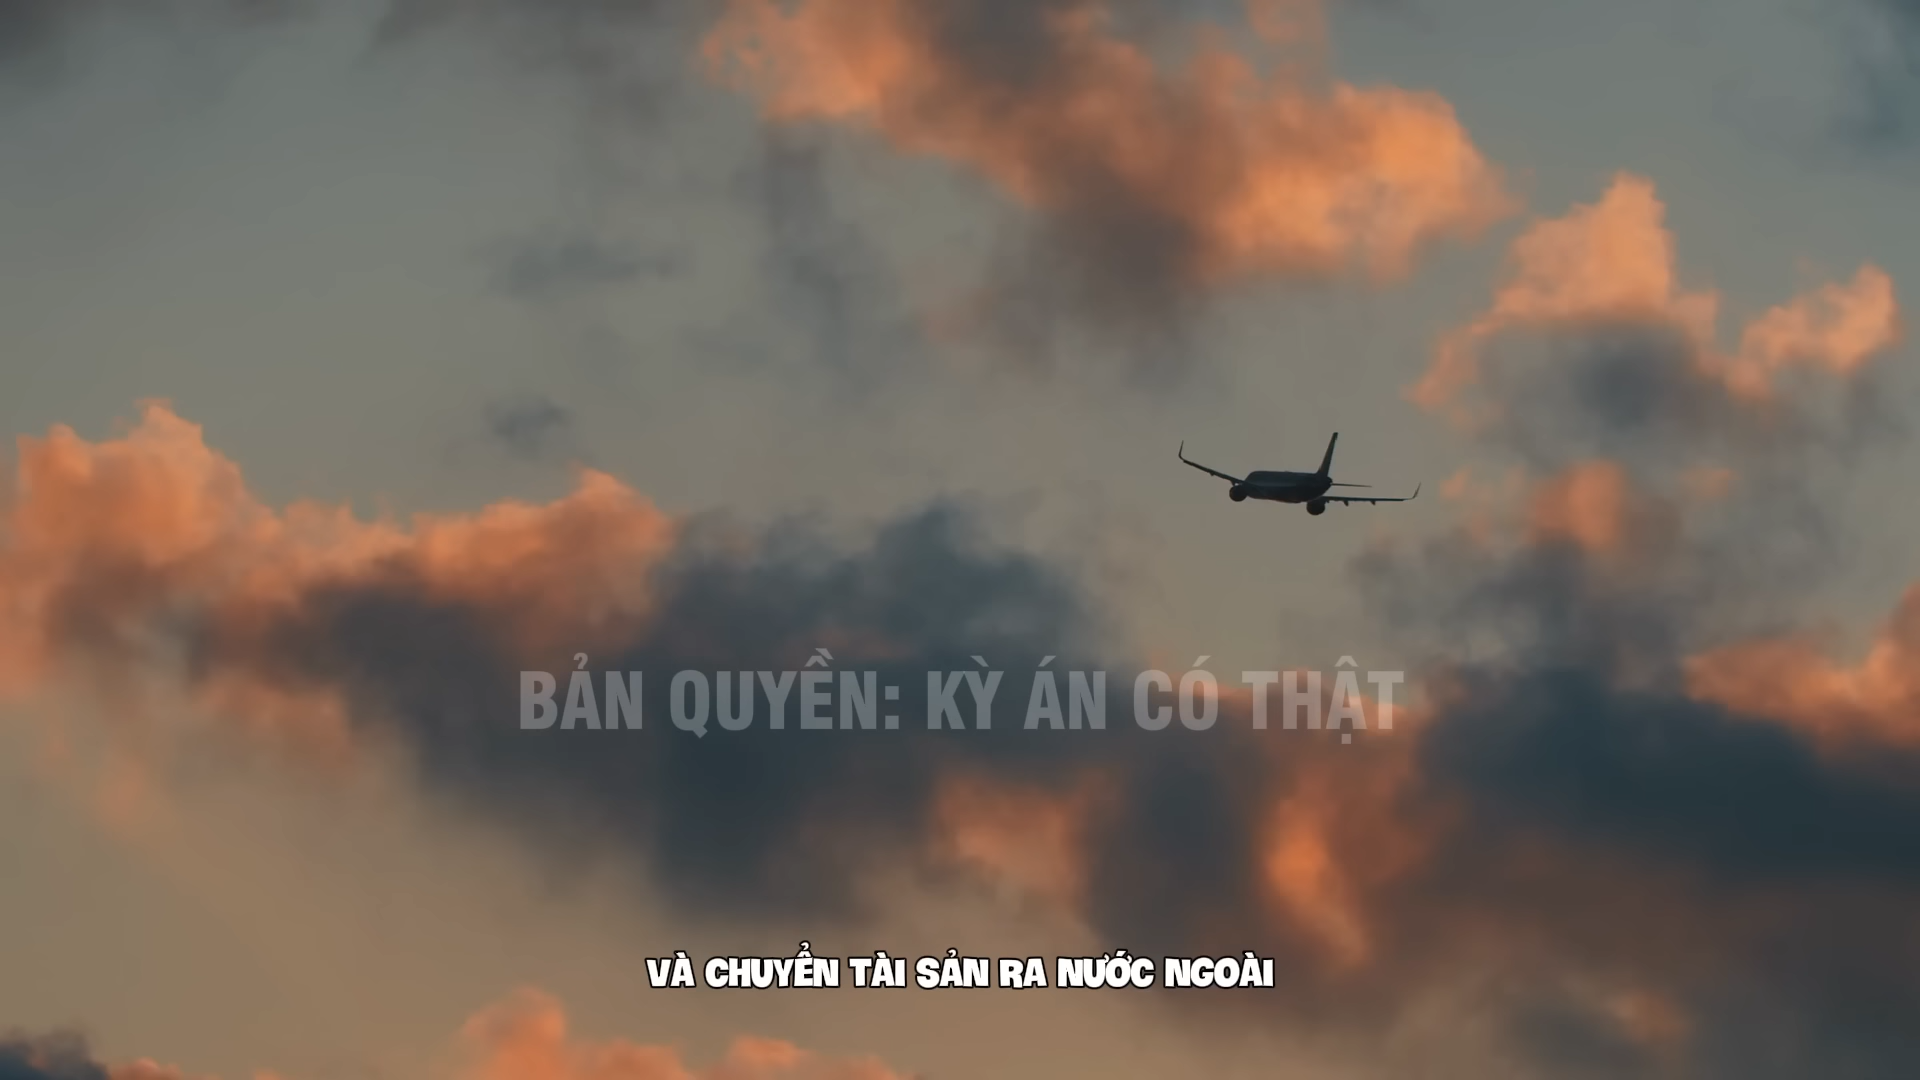 BẢN QUYỀN: KỲ ÁN CÓ THẬT
VÀ CHUYỂN TÀI SẢN RA NƯỚC NGOÀI